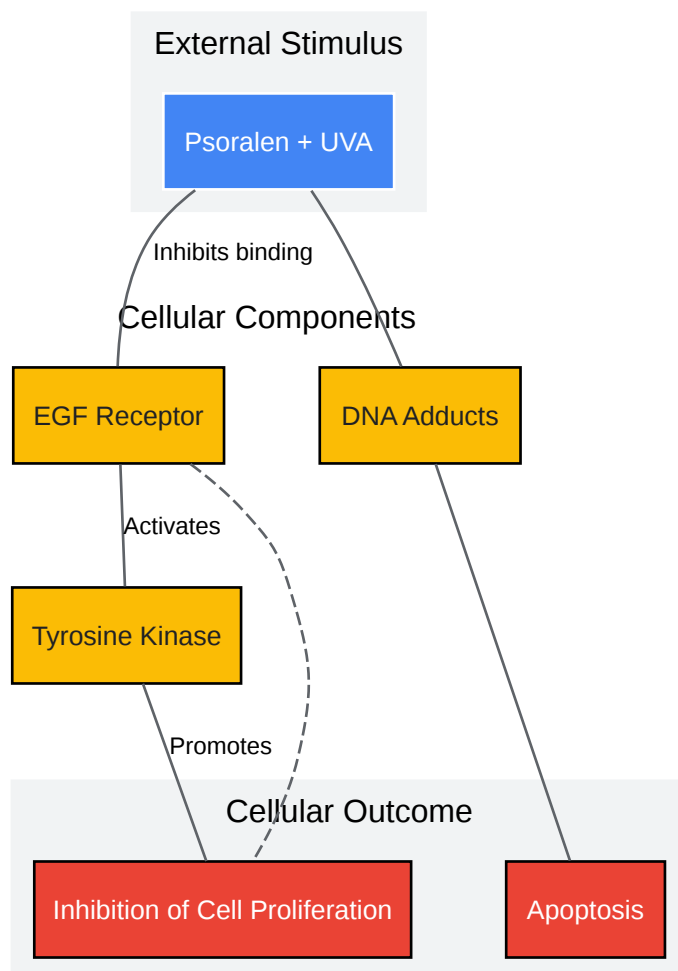 External Stimulus
Psoralen + UVA
Inhibits binding
Cellular Components
EGF Receptor
DNA Adducts
Activates
Tyrosine Kinase
Promotes
Cellular Outcome
Inhibition of Cell Proliferation
Apoptosis